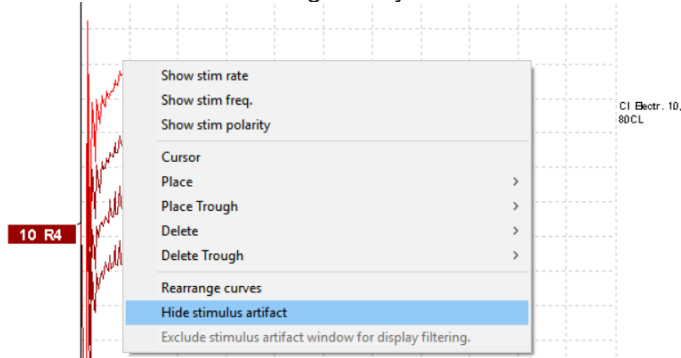 Show stim rate
Show stim freq.
Show stim polarity
CI Electr. 10,
80CL
Cursor
Place
Place Trough
Delete
10 R4
Delete Trough
Rearrange curves
Hide stimulus artifact
Exclude stimulus artifact window for display filtering.